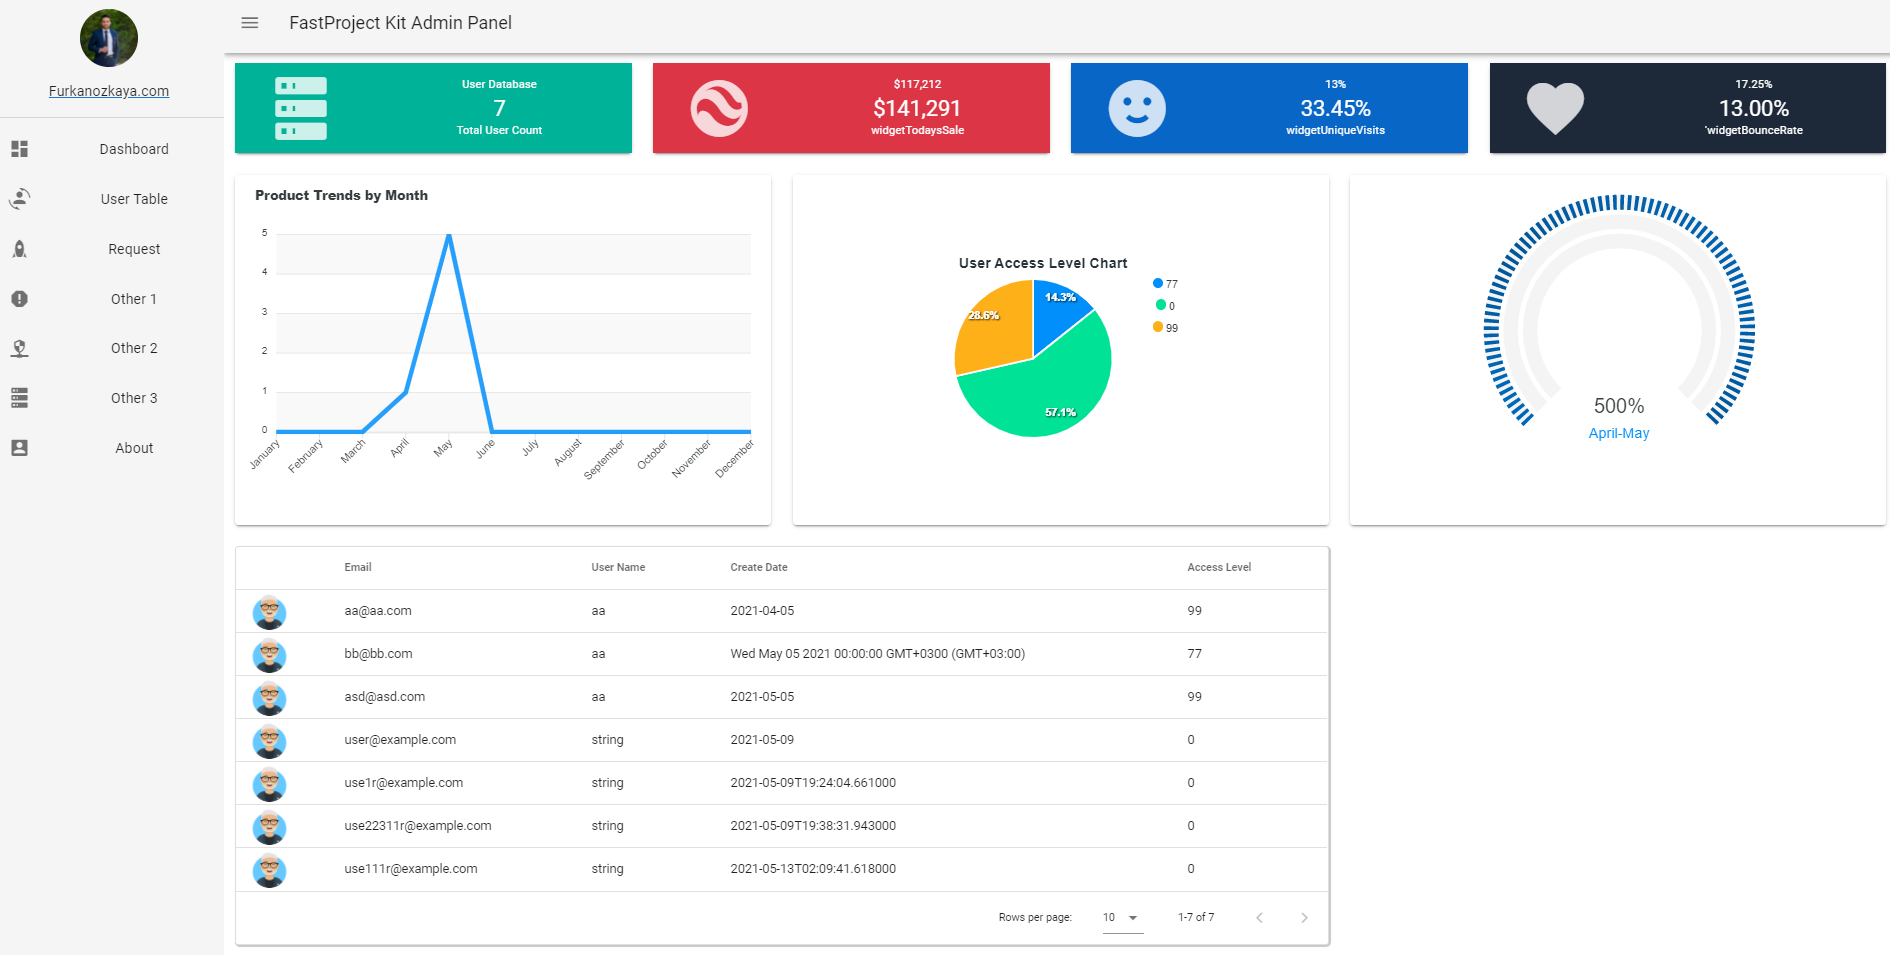 Furkanozkaya.com
Dashboard
User Table
Request
Other 1
Other 2
Other 3
About
FastProject Kit Admin Panel
User Database
7
Total User Count
$117,212
$141,291
widgetTodaysSale
13%
33.45%
widgetUniqueVisits
17.25%
13.00%
'widgetBounceRate
Product Trends by Month
5
4
3
2
1
0
January February March April May June July August September October November December
User Access Level Chart
77
0
99
14.3%
28.6%
57.1%
500%
April-May
Email User Name Create Date Access Level
aa@aa.com aa 2021-04-05 99
bb@bb.com aa Wed May 05 2021 00:00:00 GMT+0300 (GMT+03:00) 77
asd@asd.com aa 2021-05-05 99
user@example.com string 2021-05-09 0
use1r@example.com string 2021-05-09T19:24:04.661000 0
use22311r@example.com string 2021-05-09T19:38:31.943000 0
use111r@example.com string 2021-05-13T02:09:41.618000 0
Rows per page: 10 1-7 of 7